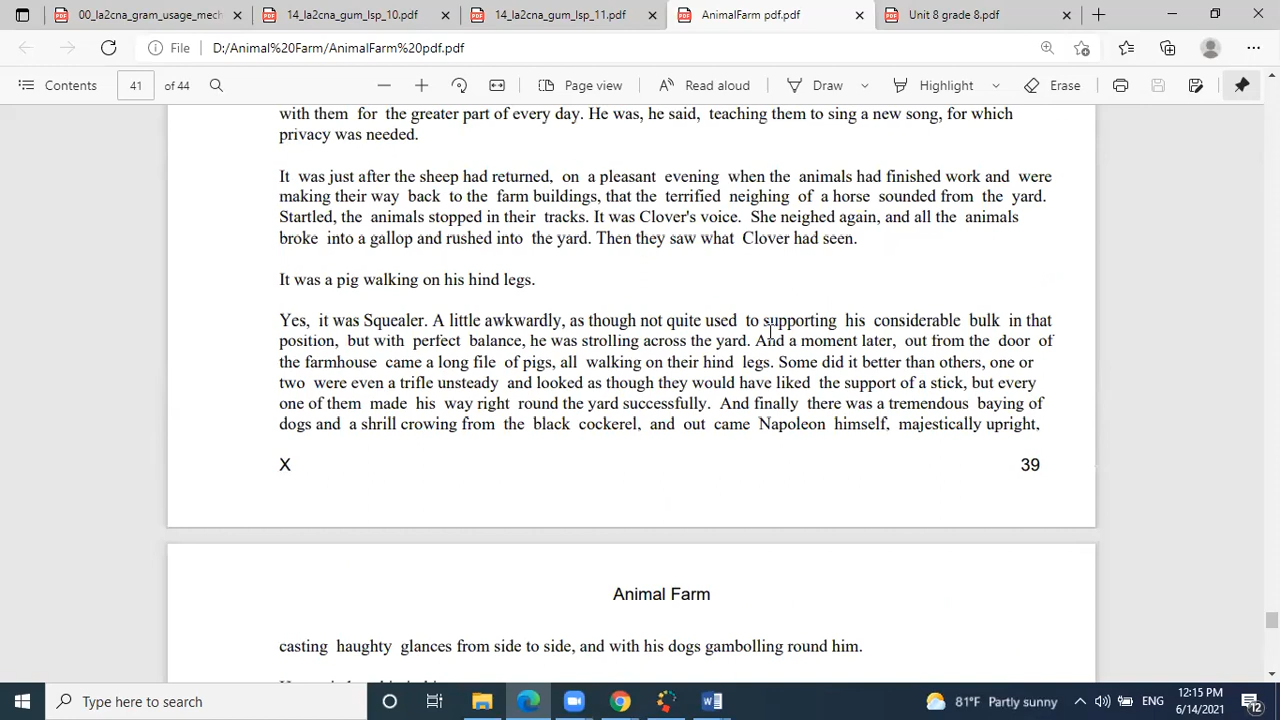 00_la2cna_gram_usage_mech
14_la2cna_gum_lsp_10.pdf
14_la2cna_gum_lsp_11.pdf
AnimalFarm pdf.pdf
Unit 8 grade 8.pdf
File
D:/Animal%20Farm/AnimalFarm%20pdf.pdf
Contents
41
of 44
Page view
Read aloud
Draw
Highlight
Erase
with them for the greater part of every day. He was, he said, teaching them to sing a new song, for which
privacy was needed.
It was just after the sheep had returned, on a pleasant evening when the animals had finished work and were
making their way back to the farm buildings, that the terrified neighing of a horse sounded from the yard.
Startled, the animals stopped in their tracks. It was Clover's voice. She neighed again, and all the animals
broke into a gallop and rushed into the yard. Then they saw what Clover had seen.
It was a pig walking on his hind legs.
Yes, it was Squealer. A little awkwardly, as though not quite used to supporting his considerable bulk in that
position, but with perfect balance, he was strolling across the yard. And a moment later, out from the door of
the farmhouse came a long file of pigs, all walking on their hind legs. Some did it better than others, one or
two were even a trifle unsteady and looked as though they would have liked the support of a stick, but every
one of them made his way right round the yard successfully. And finally there was a tremendous baying of
dogs and a shrill crowing from the black cockerel, and out came Napoleon himself, majestically upright,
X
39
Animal Farm
casting haughty glances from side to side, and with his dogs gambolling round him.
Type here to search
81°F Partly sunny
ENG
12:15 PM
6/14/2021
12